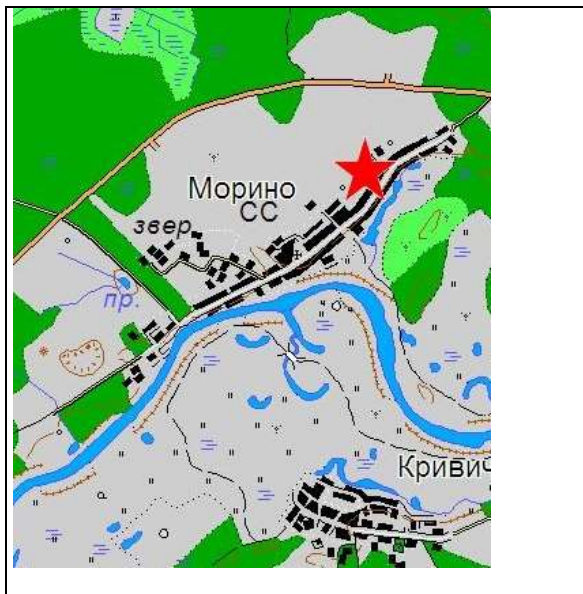 Морино
СС
звер.
пр.
Кривич